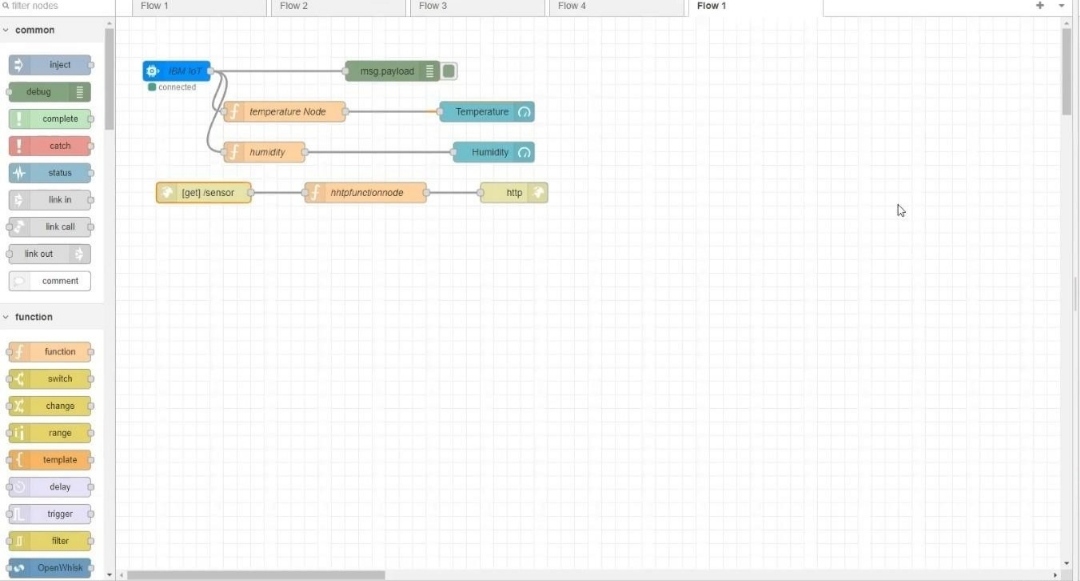 filter nodes
Flow 1
Flow 2
Flow 3
Flow 4
Flow 1
common
inject
debug
complete
catch
status
link in
link call
link out
comment
function
function
switch
change
range
template
delay
trigger
filter
OpenWhisk
IBM IoT
connected
msg.payload
temperature Node
Temperature
humidity
Humidity
[get] /sensor
hhtpfunctionnode
http